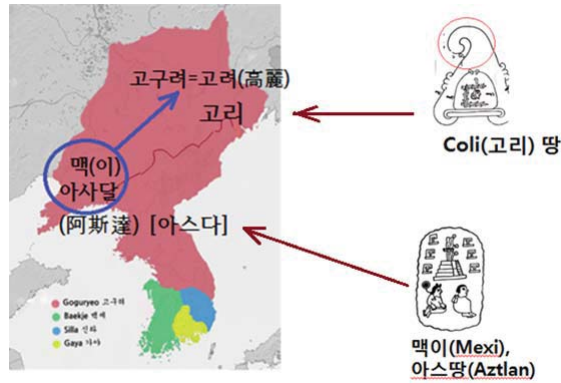 고구려=고려(高麗)
고리
맥(이)
아사달
(阿斯達) [아스다]
Goguryeo 고구려
Baekje 백제
Silla 신라
Gaya 가야
Coli(고리) 땅
맥이(Mexi),
아스땅(Aztlan)